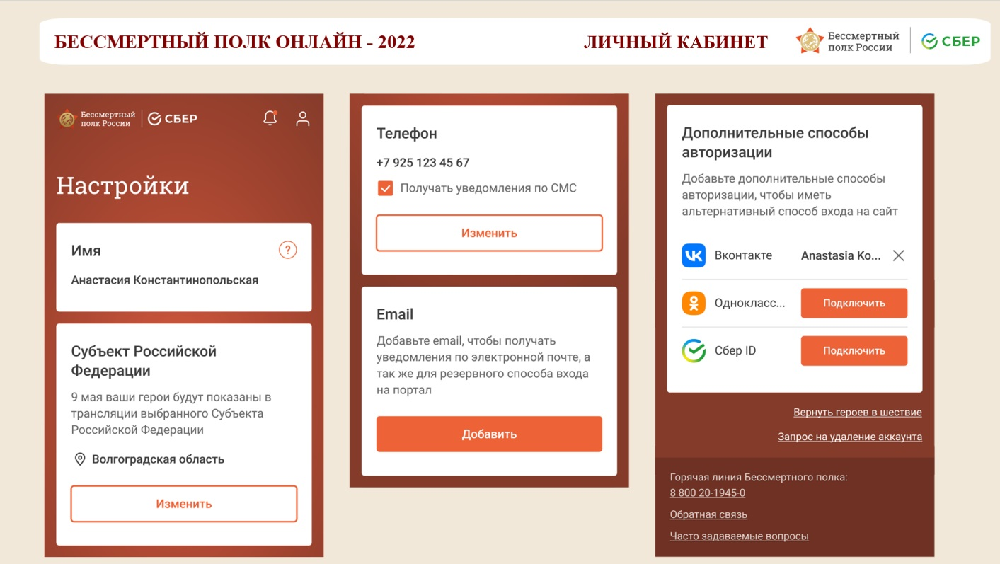 БЕССМЕРТНЫЙ ПОЛК ОНЛАЙН - 2022
ЛИЧНЫЙ КАБИНЕТ
Бессмертный
полк России
СБЕР
Бессмертный
полк России
СБЕР
Настройки
Имя
?
Анастасия Константинопольская
Субъект Российской
Федерации
9 мая ваши герои будут показаны в
трансляции выбранного Субъекта
Российской Федерации
Волгоградская область
Изменить
Телефон
+7 925 123 45 67
Получать уведомления по СМС
Изменить
Email
Добавьте email, чтобы получать
уведомления по электронной почте, а
так же для резервного способа входа
на портал
Добавить
Дополнительные способы
авторизации
Добавьте дополнительные способы
авторизации, чтобы иметь
альтернативный способ входа на сайт
Вконтакте Anastasia Ko...
Однокласс... Подключить
Сбер ID Подключить
Вернуть героев в шествие
Запрос на удаление аккаунта
Горячая линия Бессмертного полка:
8 800 20-1945-0
Обратная связь
Часто задаваемые вопросы